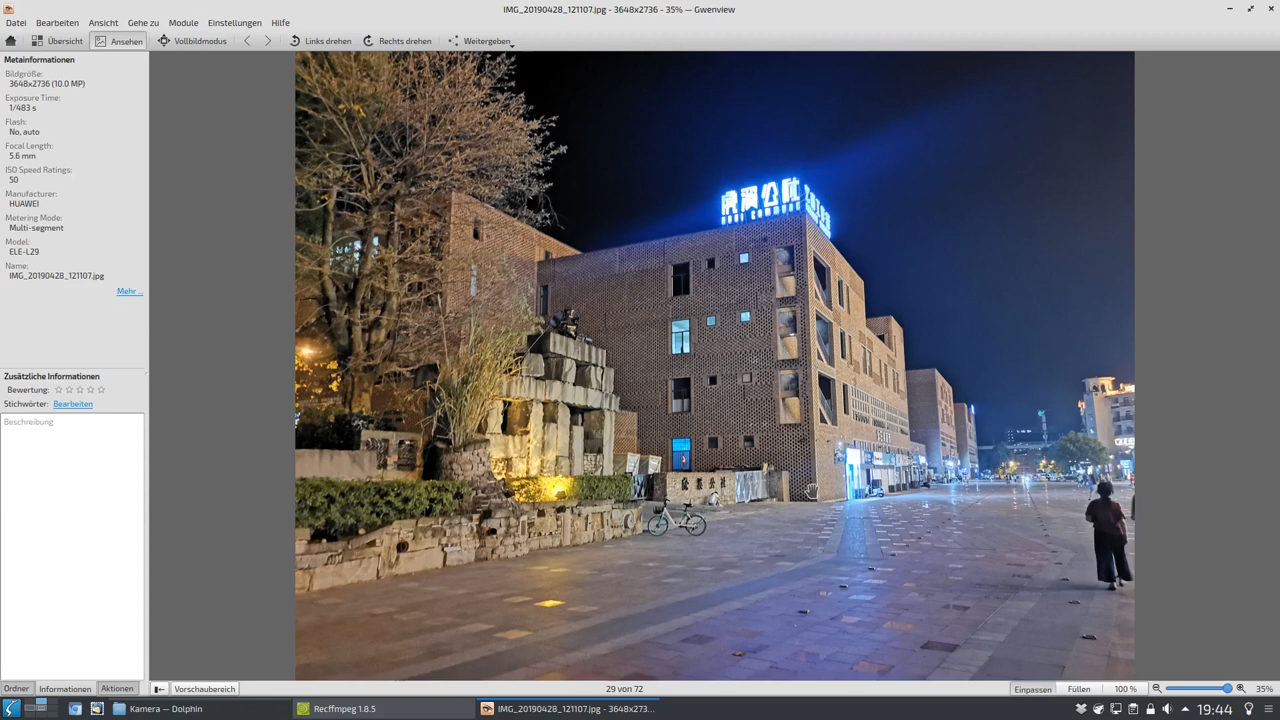 IMG_20190428_121107.jpg - 3648x2736 - 35% — Gwenview
Datei Bearbeiten Ansicht Gehe zu Module Einstellungen Hilfe
Übersicht Ansehen Vollbildmodus Links drehen Rechts drehen Weitergeben
Metainformationen
Bildgröße:
3648x2736 (10.0 MP)
Exposure Time:
1/483 s
Flash:
No, auto
Focal Length:
5.6 mm
ISO Speed Ratings:
50
Manufacturer:
HUAWEI
Metering Mode:
Multi-segment
Model:
ELE-L29
Name:
IMG_20190428_121107.jpg
Mehr ...
Zusätzliche Informationen
Bewertung:
Stichwörter: Bearbeiten
Beschreibung
公社
Ordner Informationen Aktionen
Vorschaubereich
29 von 72
Einpassen Füllen 100 % 35%
Kamera — Dolphin
Recffmpeg 1.8.5
IMG_20190428_121107.jpg - 3648x273...
19:44